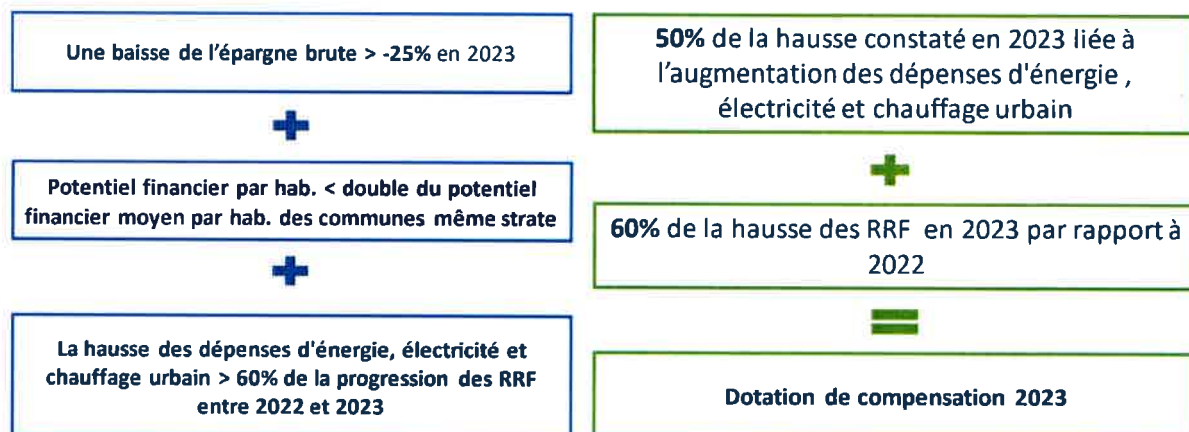 Une baisse de l'épargne brute > -25% en 2023
+
Potentiel financier par hab. < double du potentiel
financier moyen par hab. des communes même strate
+
La hausse des dépenses d'énergie, électricité et
chauffage urbain > 60% de la progression des RRF
entre 2022 et 2023
50% de la hausse constaté en 2023 liée à
l'augmentation des dépenses d'énergie ,
électricité et chauffage urbain
+
60% de la hausse des RRF en 2023 par rapport à
2022
=
Dotation de compensation 2023